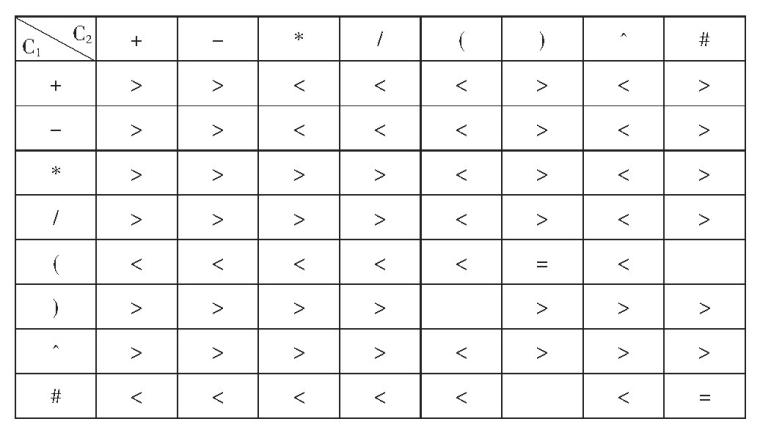 C₁ C₂ + − * / ( ) ˆ #
+ > > < < < > < >
− > > < < < > < >
* > > > > < > < >
/ > > > > < > < >
( < < < < < = <
) > > > > > > >
ˆ > > > > < > > >
# < < < < < < =